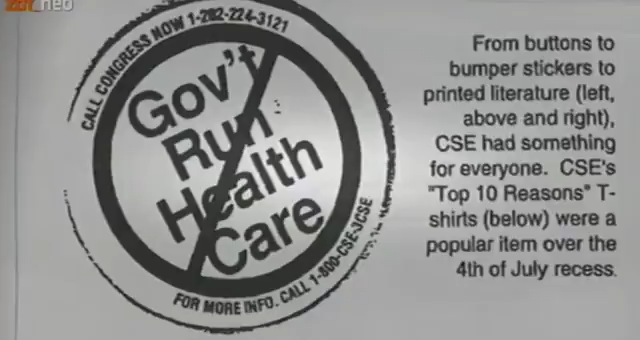 zdf_neo
CALL CONGRESS NOW 1-202-224-3121
Gov't
Run
Health
Care
FOR MORE INFO. CALL 1-800-CSE-3CSE
From buttons to
bumper stickers to
printed literature (left,
above and right),
CSE had something
for everyone. CSE's
"Top 10 Reasons" T-
shirts (below) were a
popular item over the
4th of July recess.